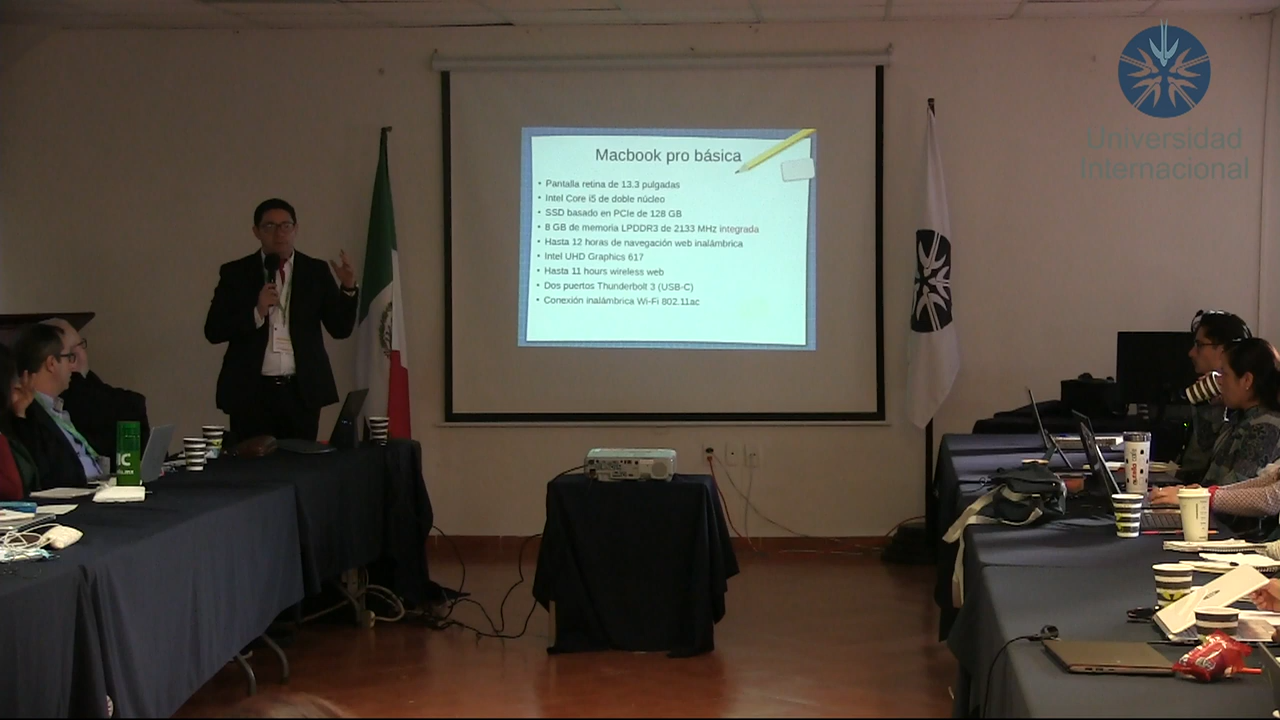 Universidad
Internacional
Macbook pro básica
• Pantalla retina de 13.3 pulgadas
• Intel Core i5 de doble núcleo
• SSD basado en PCIe de 128 GB
• 8 GB de memoria LPDDR3 de 2133 MHz integrada
• Hasta 12 horas de navegación web inalámbrica
• Intel UHD Graphics 617
• Hasta 11 hours wireless web
• Dos puertos Thunderbolt 3 (USB-C)
• Conexión inalámbrica Wi-Fi 802.11ac